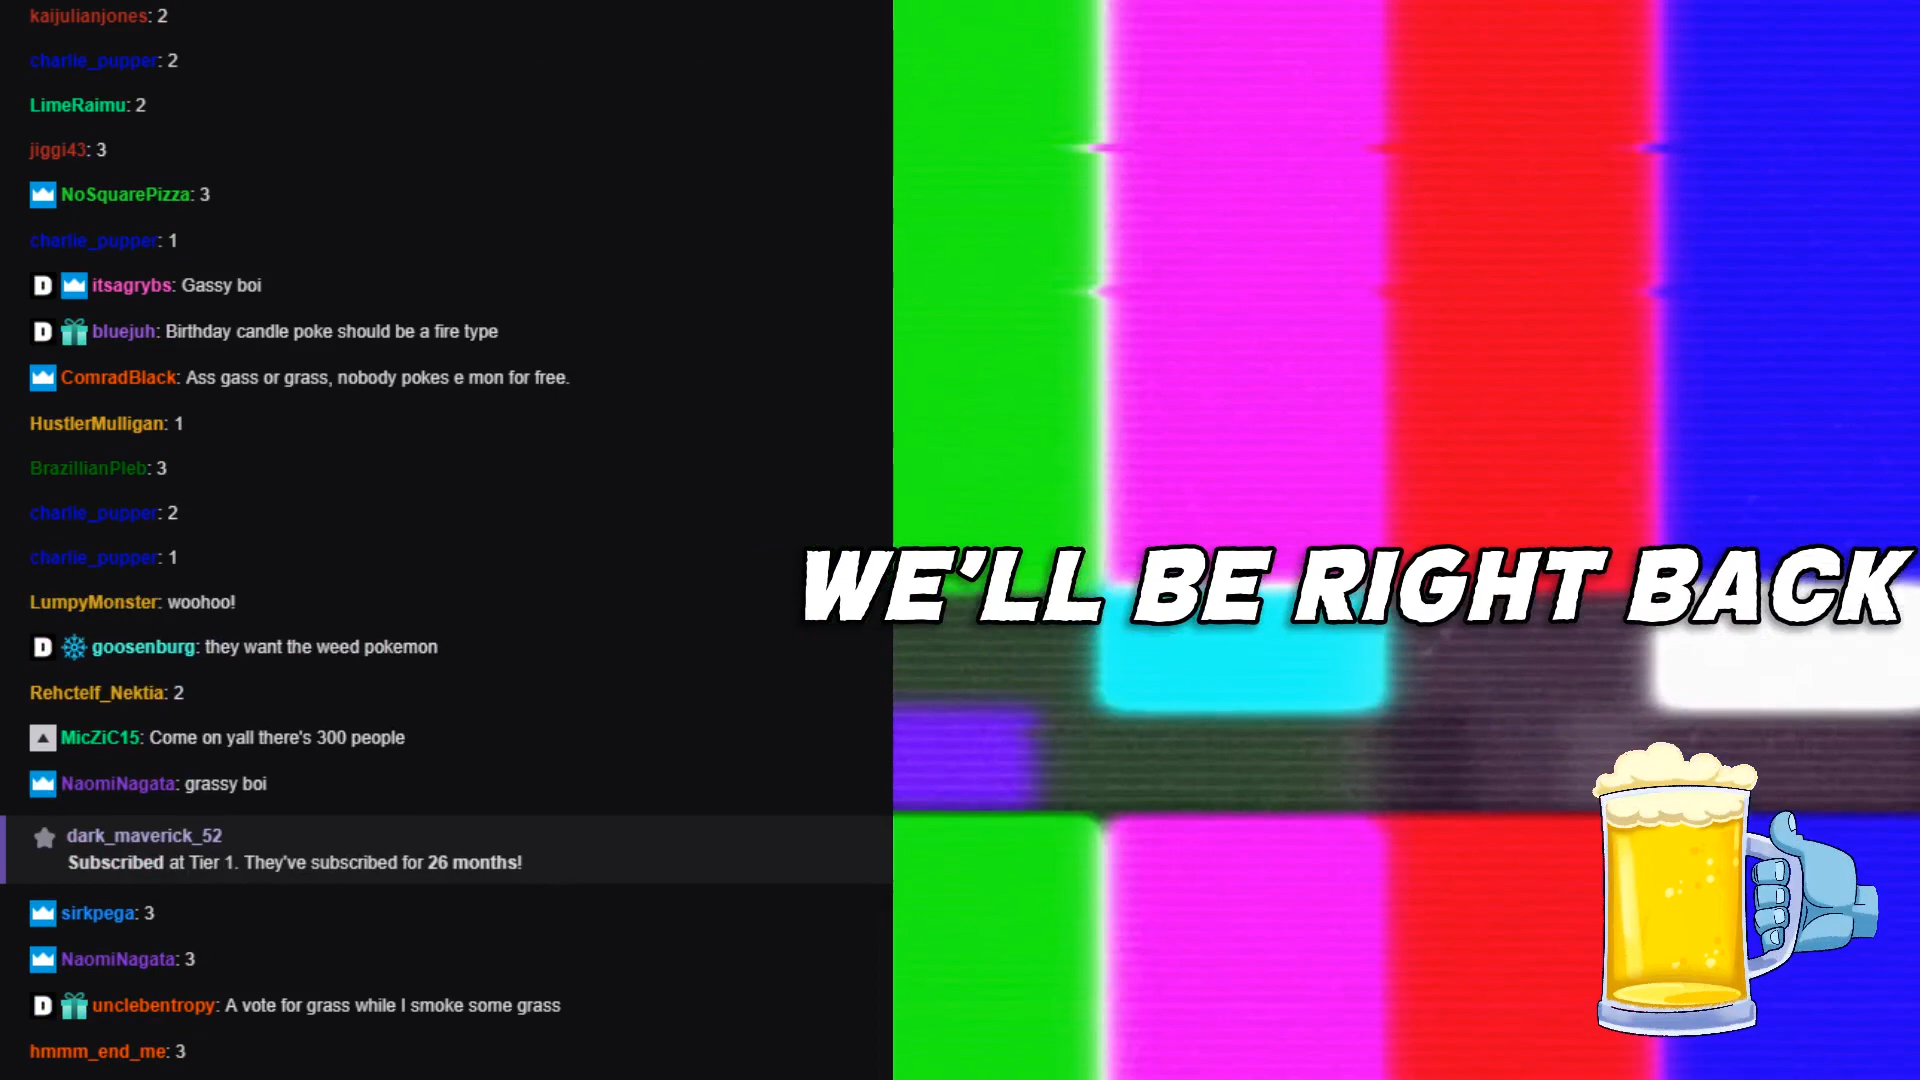 kaijulianjones: 2
charlie_pupper: 2
LimeRaimu: 2
jiggi43: 3
NoSquarePizza: 3
charlie_pupper: 1
D itsagrybs: Gassy boi
D bluejuh: Birthday candle poke should be a fire type
ComradBlack: Ass gass or grass, nobody pokes e mon for free.
HustlerMulligan: 1
BrazillianPleb: 3
charlie_pupper: 2
charlie_pupper: 1
LumpyMonster: woohoo!
D goosenburg: they want the weed pokemon
Rehctelf_Nektia: 2
MicZiC15: Come on yall there's 300 people
NaomiNagata: grassy boi
dark_maverick_52
Subscribed at Tier 1. They've subscribed for 26 months!
sirkpega: 3
NaomiNagata: 3
D unclebentropy: A vote for grass while I smoke some grass
hmmm_end_me: 3
WE'LL BE RIGHT BACK